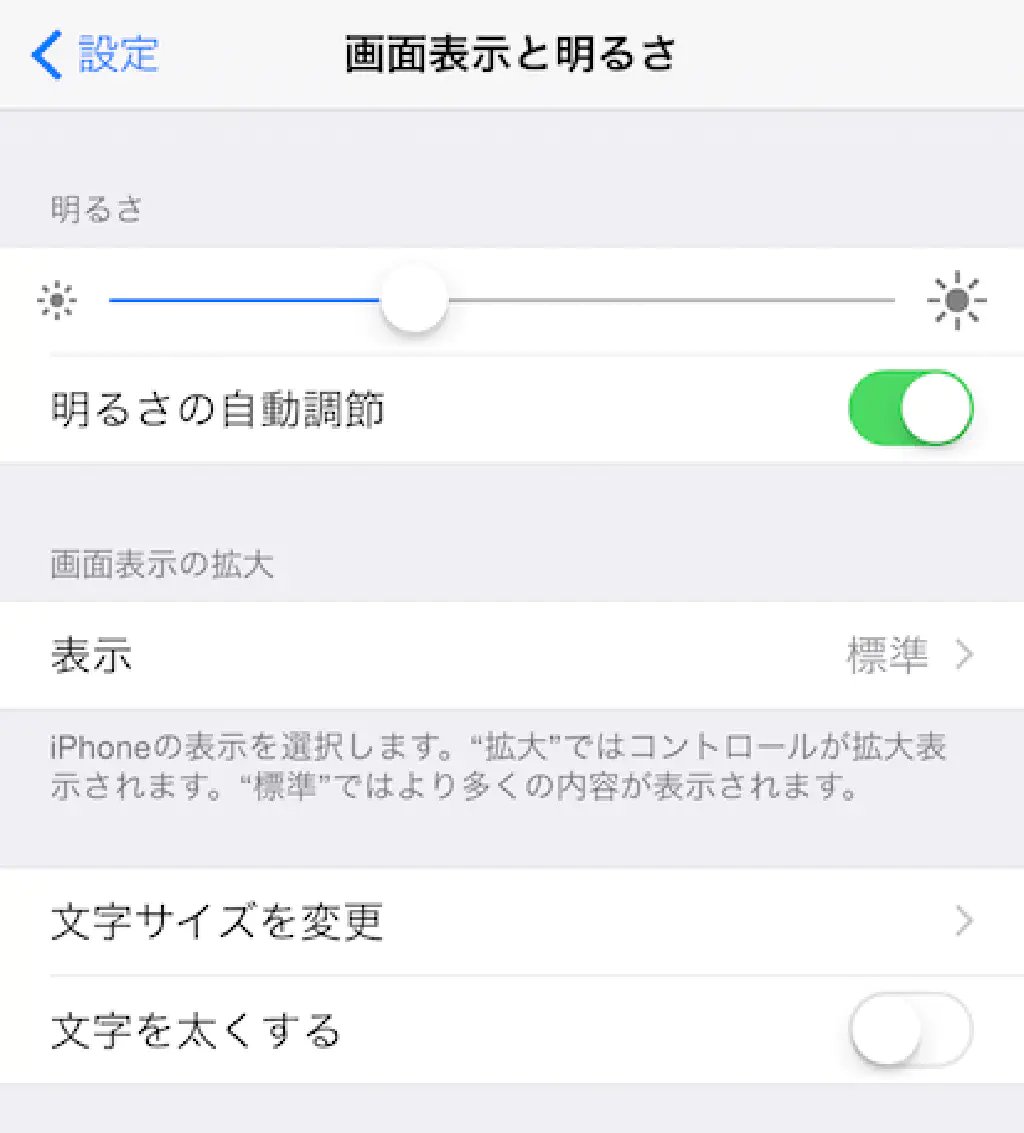 設定
画面表示と明るさ
明るさ
明るさの自動調節
画面表示の拡大
表示
標準
iPhoneの表示を選択します。“拡大”ではコントロールが拡大表
示されます。“標準”ではより多くの内容が表示されます。
文字サイズを変更
文字を太くする